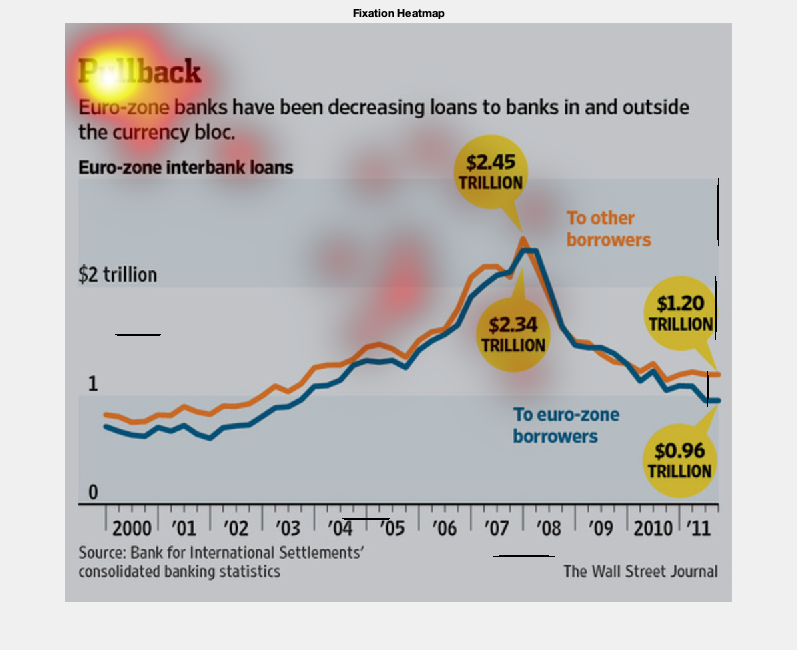 Fixation Heatmap
Pullback
Euro-zone banks have been decreasing loans to banks in and outside
the currency bloc.
Euro-zone interbank loans
$2.45
TRILLION
To other
borrowers
$2 trillion
$1.20
TRILLION
$2.34
TRILLION
1
To euro-zone
borrowers
$0.96
TRILLION
0
2000 '01 '02 '03 '04 '05 '06 '07 '08 '09 2010 '11
Source: Bank for International Settlements'
consolidated banking statistics
The Wall Street Journal